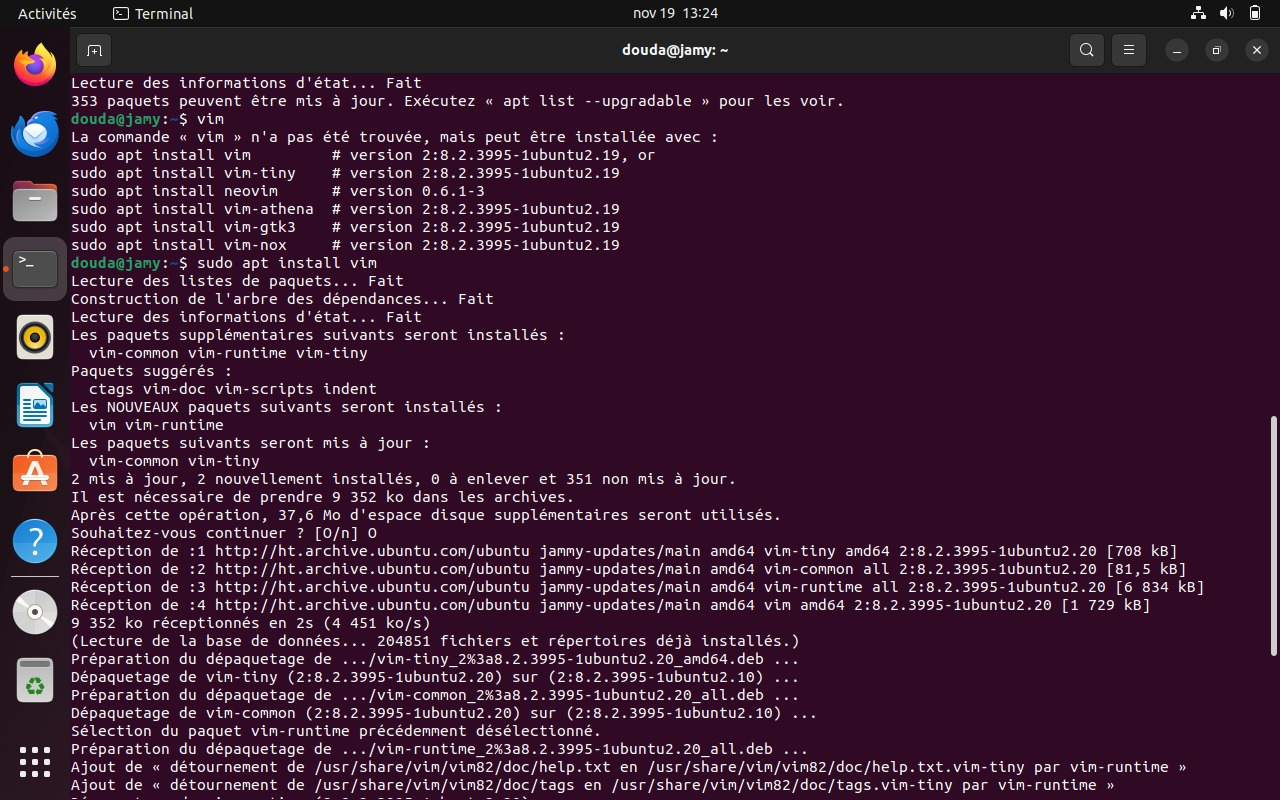 Activités
Terminal
nov 19 13:24
douda@jamy: ~
Lecture des informations d'état... Fait
353 paquets peuvent être mis à jour. Exécutez « apt list --upgradable » pour les voir.
douda@jamy:~$ vim
La commande « vim » n'a pas été trouvée, mais peut être installée avec :
sudo apt install vim         # version 2:8.2.3995-1ubuntu2.19, or
sudo apt install vim-tiny    # version 2:8.2.3995-1ubuntu2.19
sudo apt install neovim      # version 0.6.1-3
sudo apt install vim-athena  # version 2:8.2.3995-1ubuntu2.19
sudo apt install vim-gtk3    # version 2:8.2.3995-1ubuntu2.19
sudo apt install vim-nox     # version 2:8.2.3995-1ubuntu2.19
douda@jamy:~$ sudo apt install vim
Lecture des listes de paquets... Fait
Construction de l'arbre des dépendances... Fait
Lecture des informations d'état... Fait
Les paquets supplémentaires suivants seront installés :
  vim-common vim-runtime vim-tiny
Paquets suggérés :
  ctags vim-doc vim-scripts indent
Les NOUVEAUX paquets suivants seront installés :
  vim vim-runtime
Les paquets suivants seront mis à jour :
  vim-common vim-tiny
2 mis à jour, 2 nouvellement installés, 0 à enlever et 351 non mis à jour.
Il est nécessaire de prendre 9 352 ko dans les archives.
Après cette opération, 37,6 Mo d'espace disque supplémentaires seront utilisés.
Souhaitez-vous continuer ? [O/n] O
Réception de :1 http://ht.archive.ubuntu.com/ubuntu jammy-updates/main amd64 vim-tiny amd64 2:8.2.3995-1ubuntu2.20 [708 kB]
Réception de :2 http://ht.archive.ubuntu.com/ubuntu jammy-updates/main amd64 vim-common all 2:8.2.3995-1ubuntu2.20 [81,5 kB]
Réception de :3 http://ht.archive.ubuntu.com/ubuntu jammy-updates/main amd64 vim-runtime all 2:8.2.3995-1ubuntu2.20 [6 834 kB]
Réception de :4 http://ht.archive.ubuntu.com/ubuntu jammy-updates/main amd64 vim amd64 2:8.2.3995-1ubuntu2.20 [1 729 kB]
9 352 ko réceptionnés en 2s (4 451 ko/s)
(Lecture de la base de données... 204851 fichiers et répertoires déjà installés.)
Préparation du dépaquetage de .../vim-tiny_2%3a8.2.3995-1ubuntu2.20_amd64.deb ...
Dépaquetage de vim-tiny (2:8.2.3995-1ubuntu2.20) sur (2:8.2.3995-1ubuntu2.10) ...
Préparation du dépaquetage de .../vim-common_2%3a8.2.3995-1ubuntu2.20_all.deb ...
Dépaquetage de vim-common (2:8.2.3995-1ubuntu2.20) sur (2:8.2.3995-1ubuntu2.10) ...
Sélection du paquet vim-runtime précédemment désélectionné.
Préparation du dépaquetage de .../vim-runtime_2%3a8.2.3995-1ubuntu2.20_all.deb ...
Ajout de « détournement de /usr/share/vim/vim82/doc/help.txt en /usr/share/vim/vim82/doc/help.txt.vim-tiny par vim-runtime »
Ajout de « détournement de /usr/share/vim/vim82/doc/tags en /usr/share/vim/vim82/doc/tags.vim-tiny par vim-runtime »